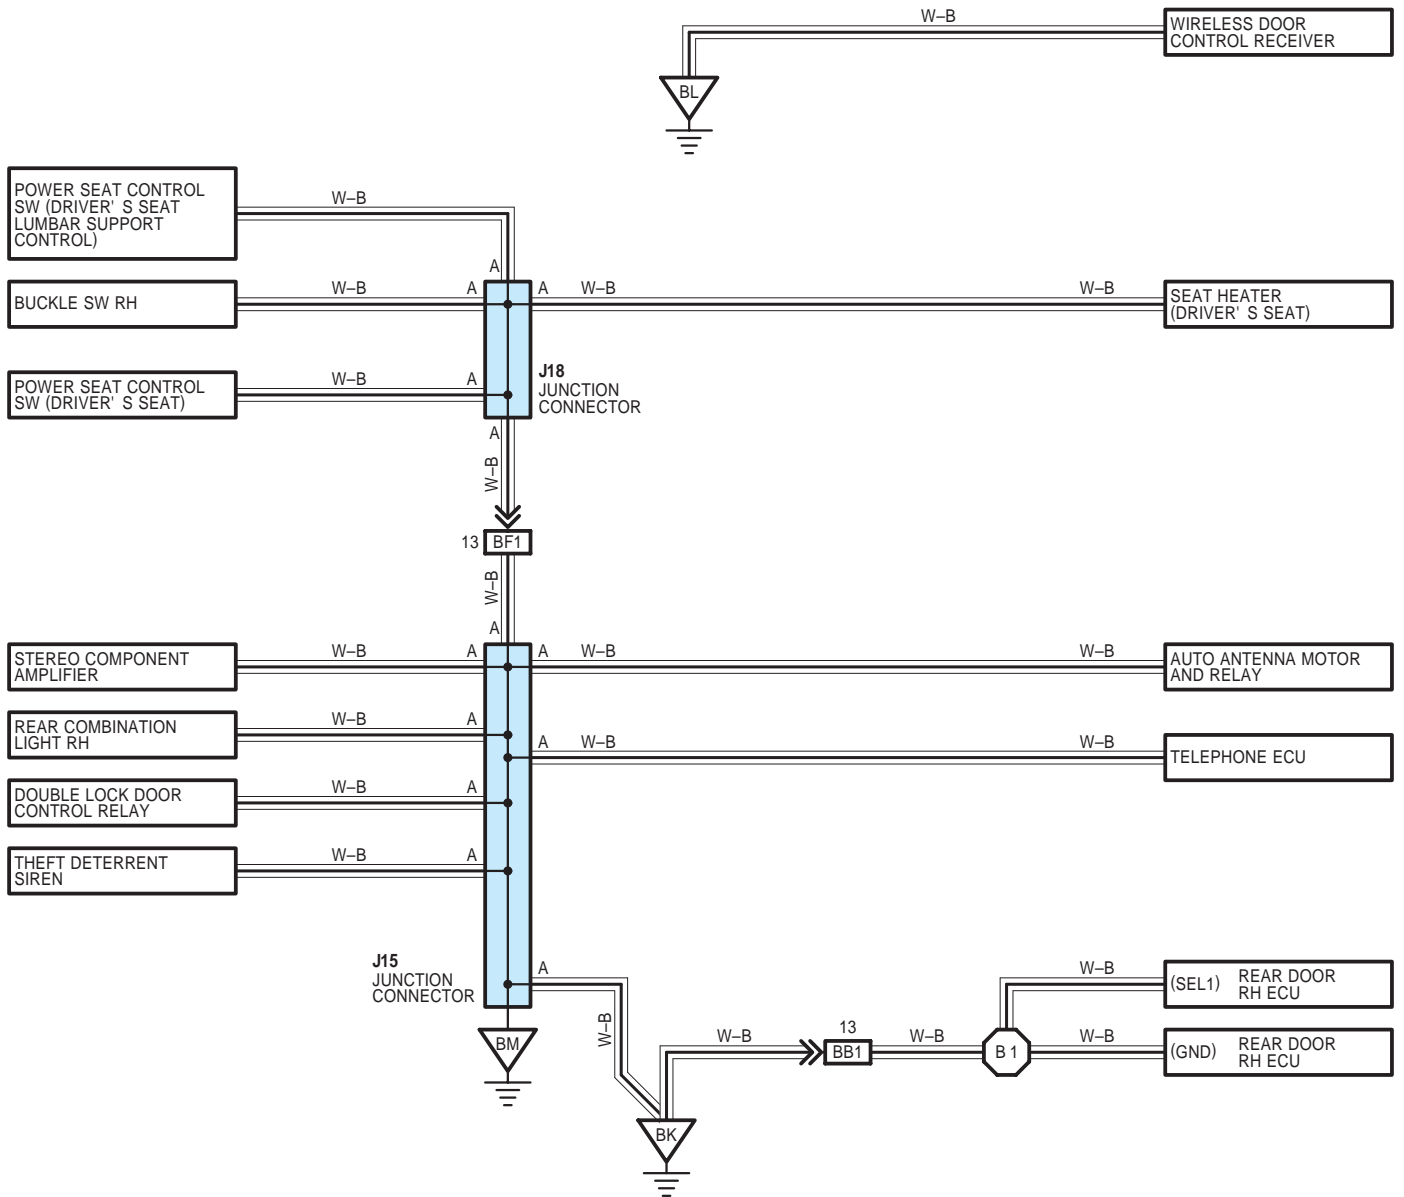 W–B
WIRELESS DOOR
CONTROL RECEIVER
BL
POWER SEAT CONTROL
SW (DRIVER' S SEAT
LUMBAR SUPPORT
CONTROL)
W–B
A
BUCKLE SW RH
W–B
A
A
W–B
W–B
SEAT HEATER
(DRIVER' S SEAT)
POWER SEAT CONTROL
SW (DRIVER' S SEAT)
W–B
A
J18
JUNCTION
CONNECTOR
A
W–B
13
BF1
W–B
A
STEREO COMPONENT
AMPLIFIER
W–B
A
A
W–B
W–B
AUTO ANTENNA MOTOR
AND RELAY
REAR COMBINATION
LIGHT RH
W–B
A
A
W–B
W–B
TELEPHONE ECU
DOUBLE LOCK DOOR
CONTROL RELAY
W–B
A
THEFT DETERRENT
SIREN
W–B
A
J15
JUNCTION
CONNECTOR
A
W–B
BM
BK
W–B
13
BB1
W–B
B 1
W–B
(SEL1)
REAR DOOR
RH ECU
W–B
(GND)
REAR DOOR
RH ECU